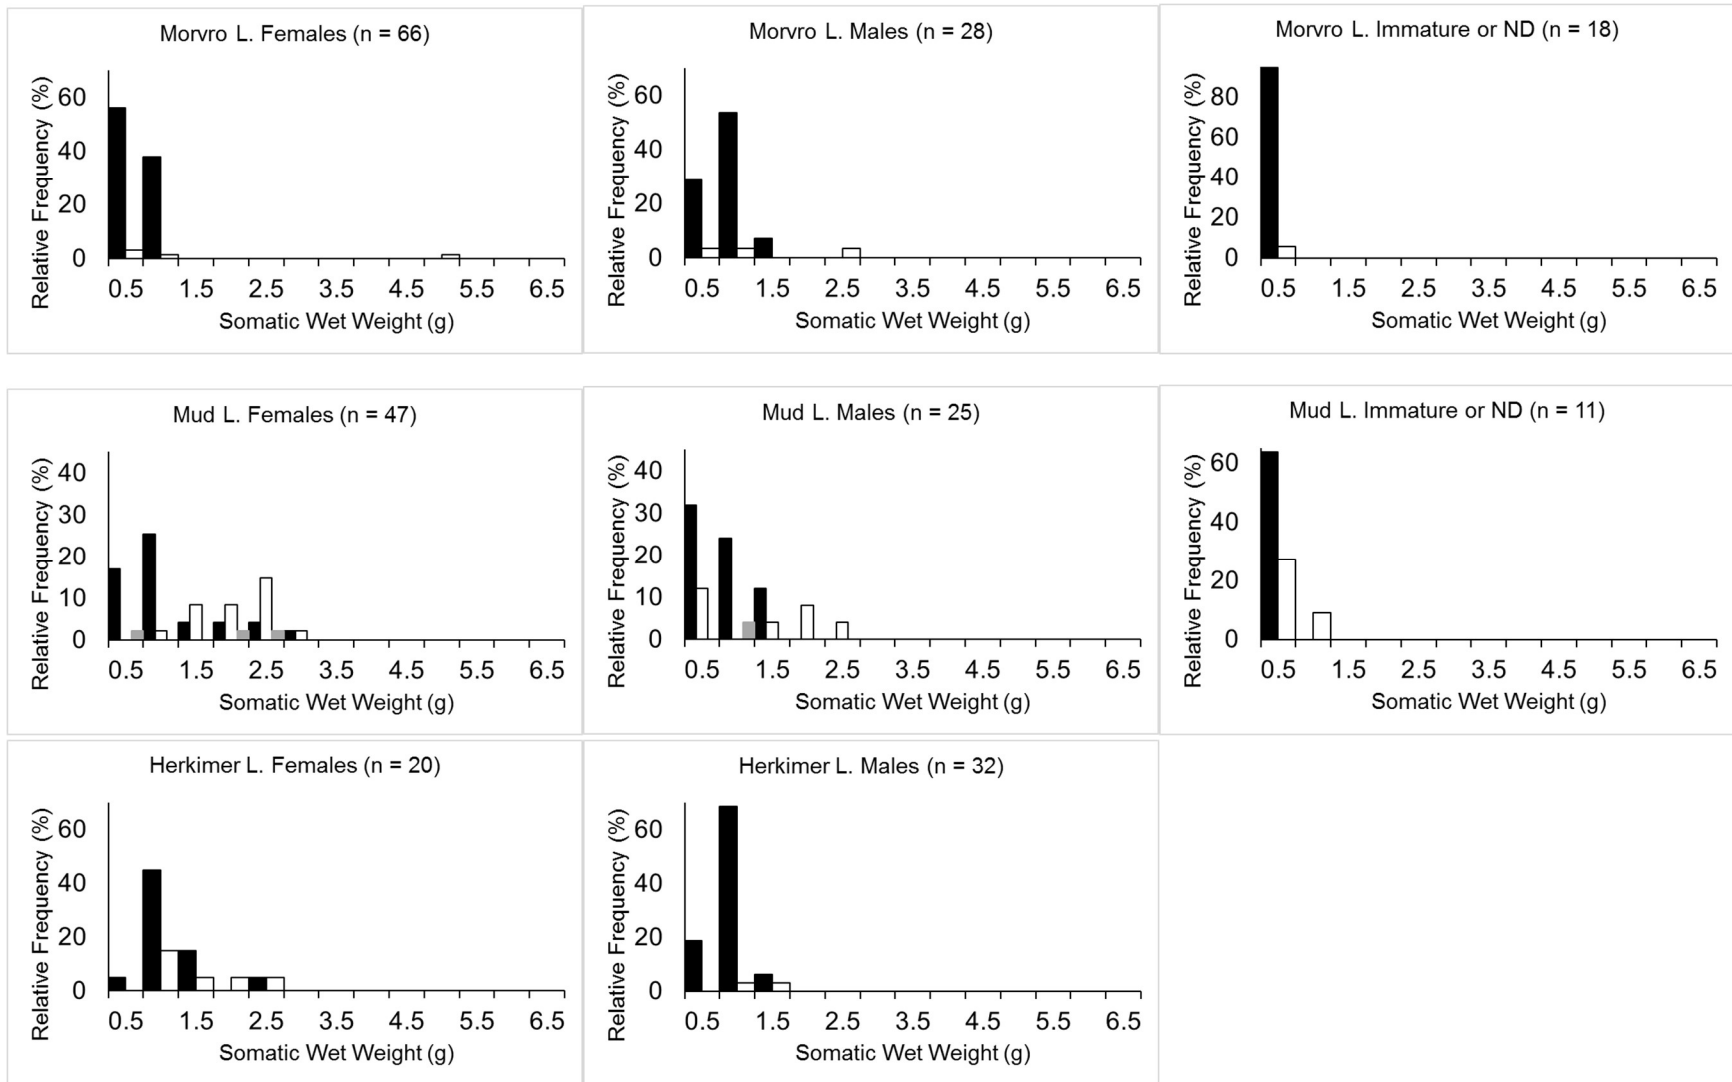 Morvro L. Females (n = 66)
Relative Frequency (%)
60
40
20
0
0.5 1.5 2.5 3.5 4.5 5.5 6.5
Somatic Wet Weight (g)
Morvro L. Males (n = 28)
Relative Frequency (%)
60
40
20
0
0.5 1.5 2.5 3.5 4.5 5.5 6.5
Somatic Wet Weight (g)
Morvro L. Immature or ND (n = 18)
Relative Frequency (%)
80
60
40
20
0
0.5 1.5 2.5 3.5 4.5 5.5 6.5
Somatic Wet Weight (g)
Mud L. Females (n = 47)
Relative Frequency (%)
40
30
20
10
0
0.5 1.5 2.5 3.5 4.5 5.5 6.5
Somatic Wet Weight (g)
Mud L. Males (n = 25)
Relative Frequency (%)
40
30
20
10
0
0.5 1.5 2.5 3.5 4.5 5.5 6.5
Somatic Wet Weight (g)
Mud L. Immature or ND (n = 11)
Relative Frequency (%)
60
40
20
0
0.5 1.5 2.5 3.5 4.5 5.5 6.5
Somatic Wet Weight (g)
Herkimer L. Females (n = 20)
Relative Frequency (%)
60
40
20
0
0.5 1.5 2.5 3.5 4.5 5.5 6.5
Somatic Wet Weight (g)
Herkimer L. Males (n = 32)
Relative Frequency (%)
60
40
20
0
0.5 1.5 2.5 3.5 4.5 5.5 6.5
Somatic Wet Weight (g)